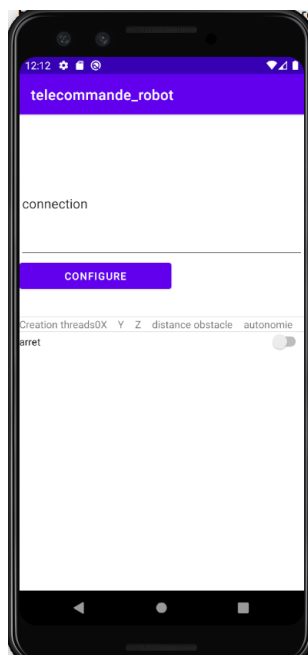 12:12
telecommande_robot
connection
CONFIGURE
Creation threads0X Y Z distance obstacle autonomie
arret